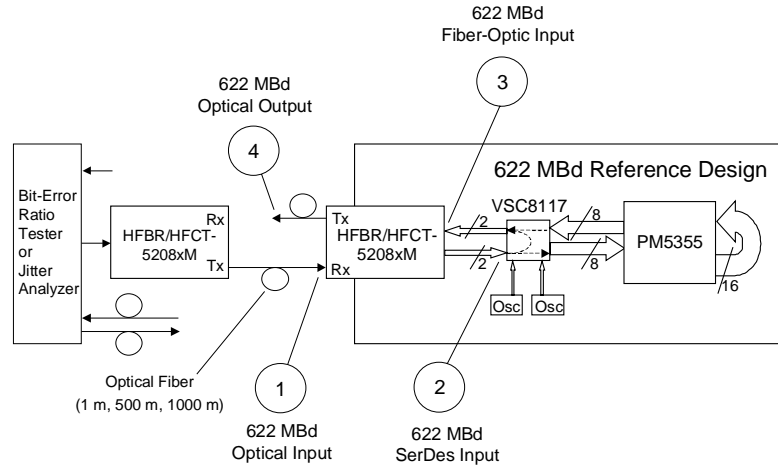 622 MBd
Fiber-Optic Input
3
622 MBd
Optical Output
4
622 MBd Reference Design
Bit-Error
Ratio
Tester
or
Jitter
Analyzer
Rx
HFBR/HFCT-
5208xM
Tx
Tx
HFBR/HFCT-
5208xM
Rx
2
2
VSC8117
8
8
PM5355
16
Osc
Osc
Optical Fiber
(1 m, 500 m, 1000 m)
1
622 MBd
Optical Input
2
622 MBd
SerDes Input